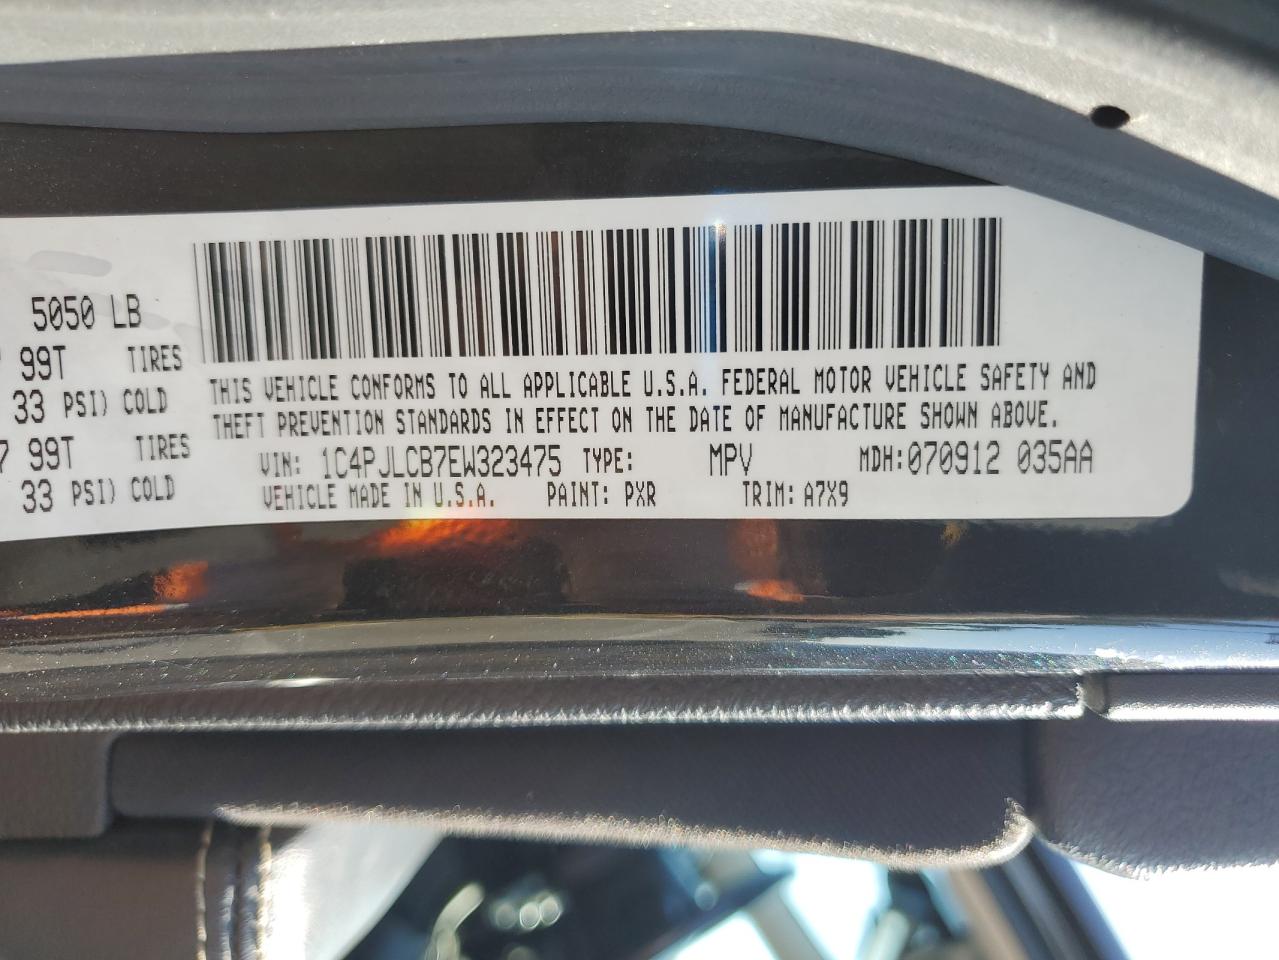 5050 LB
99T TIRES
33 PSI) COLD
7 99T TIRES
33 PSI) COLD
THIS VEHICLE CONFORMS TO ALL APPLICABLE U.S.A. FEDERAL MOTOR VEHICLE SAFETY AND
THEFT PREVENTION STANDARDS IN EFFECT ON THE DATE OF MANUFACTURE SHOWN ABOVE.
VIN: 1C4PJLCB7EW323475 TYPE: MPV MDH:070912 035AA
VEHICLE MADE IN U.S.A. PAINT: PXR TRIM: A7X9